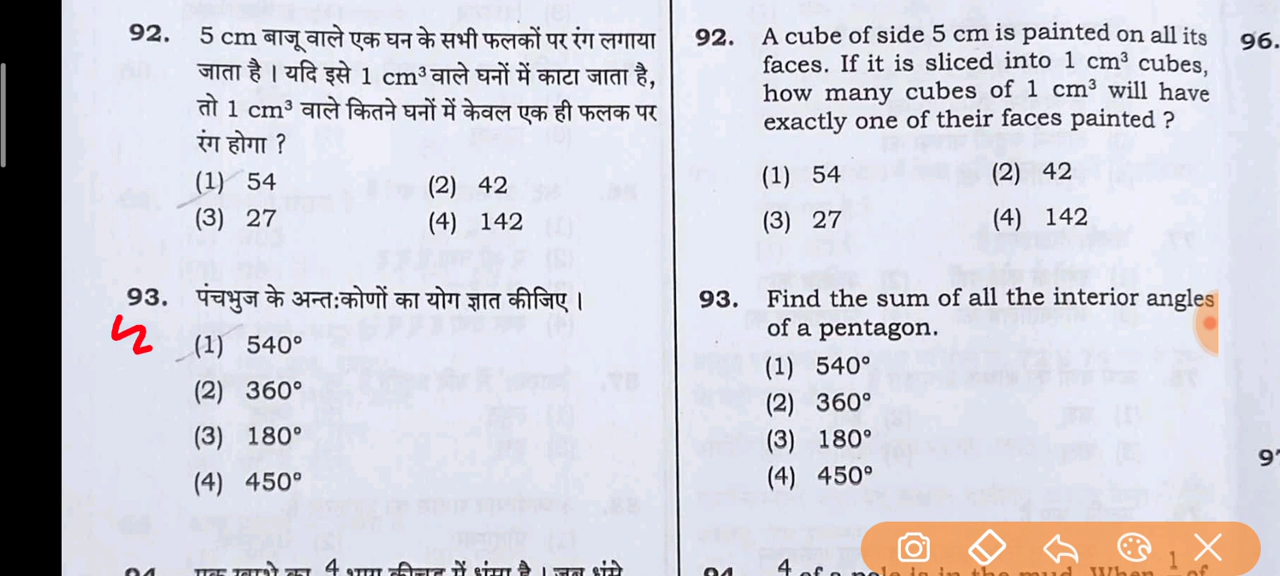 92. 5 cm बाजू वाले एक घन के सभी फलकों पर रंग लगाया
जाता है । यदि इसे 1 cm³ वाले घनों में काटा जाता है,
तो 1 cm³ वाले कितने घनों में केवल एक ही फलक पर
रंग होगा ?
(1) 54 (2) 42
(3) 27 (4) 142
93. पंचभुज के अन्त:कोणों का योग ज्ञात कीजिए ।
(1) 540°
(2) 360°
(3) 180°
(4) 450°
92. A cube of side 5 cm is painted on all its
faces. If it is sliced into 1 cm³ cubes,
how many cubes of 1 cm³ will have
exactly one of their faces painted ?
(1) 54 (2) 42
(3) 27 (4) 142
93. Find the sum of all the interior angles
of a pentagon.
(1) 540°
(2) 360°
(3) 180°
(4) 450°
96.